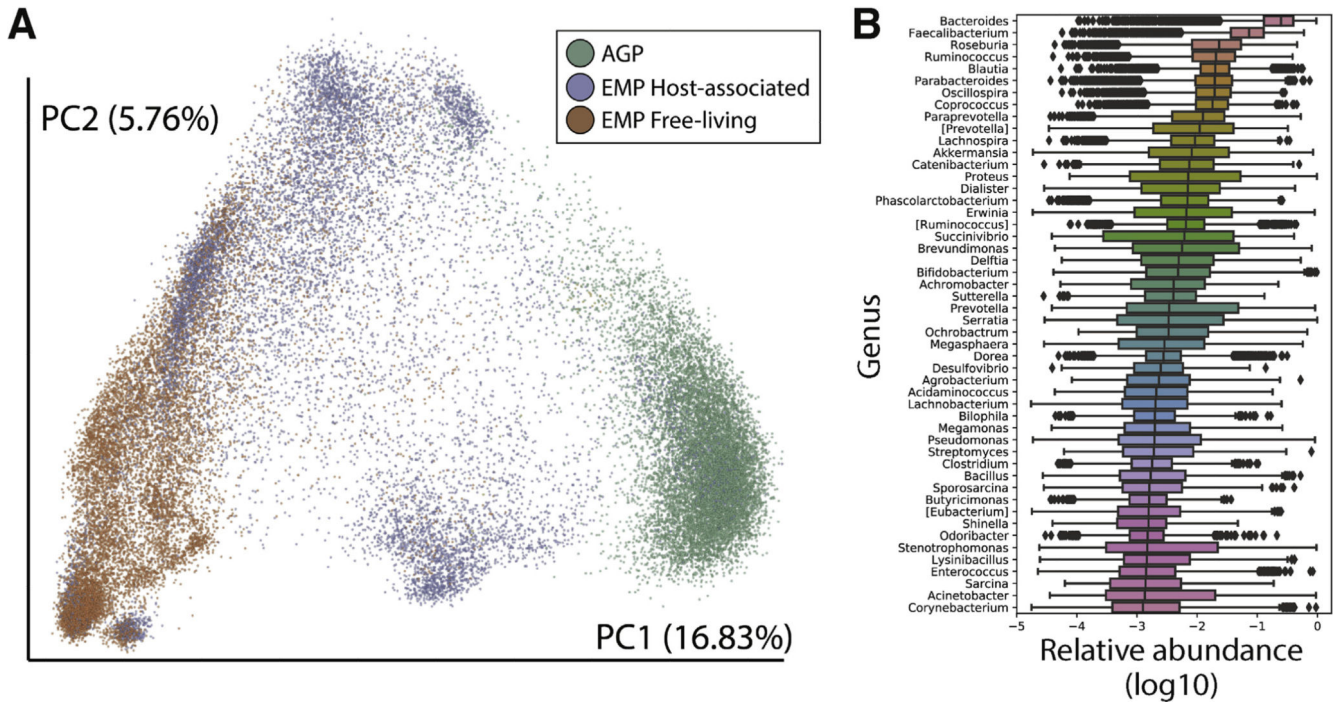 A
PC2 (5.76%)
AGP
EMP Host-associated
EMP Free-living
PC1 (16.83%)
B
Genus
Bacteroides
Faecalibacterium
Roseburia
Ruminococcus
Blautia
Parabacteroides
Oscillospira
Coprococcus
Paraprevotella
[Prevotella]
Lachnospira
Akkermansia
Catenibacterium
Proteus
Dialister
Phascolarctobacterium
Erwinia
[Ruminococcus]
Succinivibrio
Brevundimonas
Delftia
Bifidobacterium
Achromobacter
Sutterella
Prevotella
Serratia
Ochrobactrum
Megasphaera
Dorea
Desulfovibrio
Agrobacterium
Acidaminococcus
Lachnobacterium
Bilophila
Megamonas
Pseudomonas
Streptomyces
Clostridium
Bacillus
Sporosarcina
Butyricimonas
[Eubacterium]
Shinella
Odoribacter
Stenotrophomonas
Lysinibacillus
Enterococcus
Sarcina
Acinetobacter
Corynebacterium
−5 −4 −3 −2 −1 0
Relative abundance
(log10)